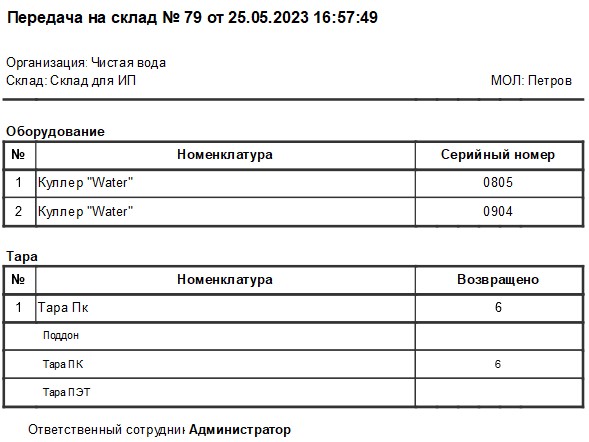 Передача на склад № 79 от 25.05.2023 16:57:49
Организация: Чистая вода
Склад: Склад для ИП МОЛ: Петров
Оборудование
№ Номенклатура Серийный номер
1 Куллер "Water" 0805
2 Куллер "Water" 0904
Тара
№ Номенклатура Возвращено
1 Тара Пк 6
Поддон
Тара ПК 6
Тара ПЭТ
Ответственный сотрудник Администратор